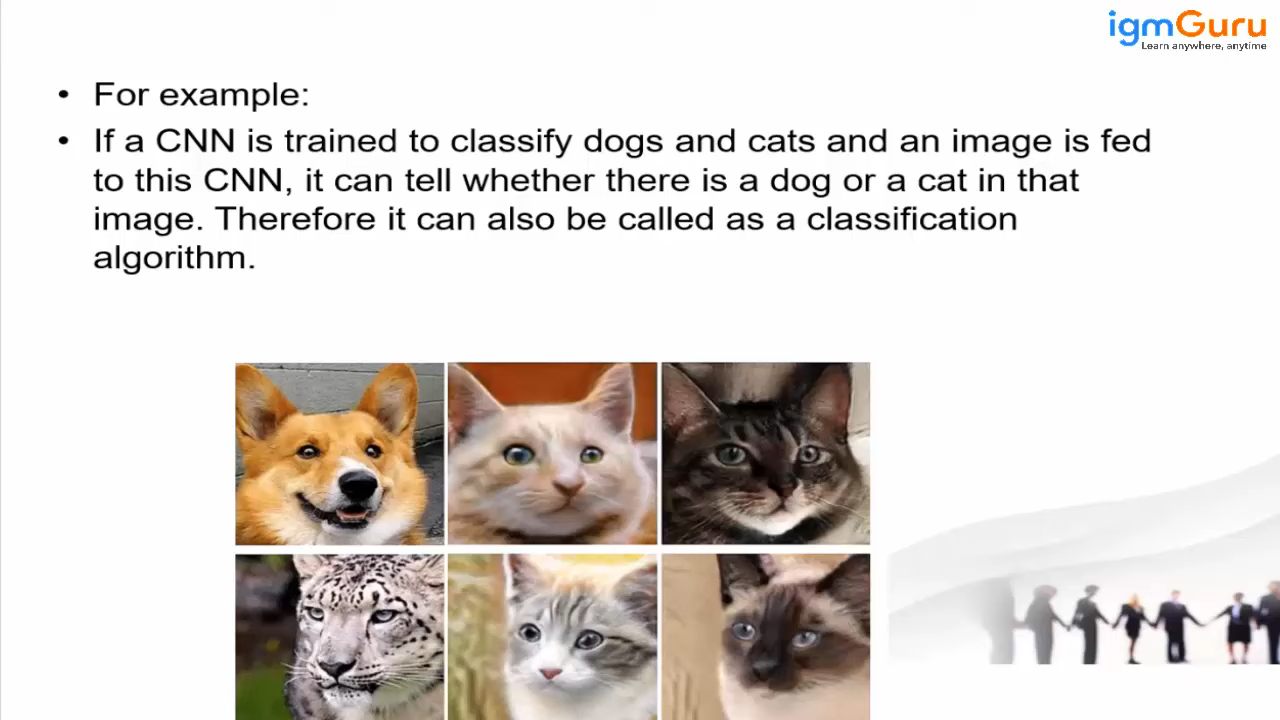 igmGuru
Learn anywhere, anytime
• For example:
• If a CNN is trained to classify dogs and cats and an image is fed
to this CNN, it can tell whether there is a dog or a cat in that
image. Therefore it can also be called as a classification
algorithm.